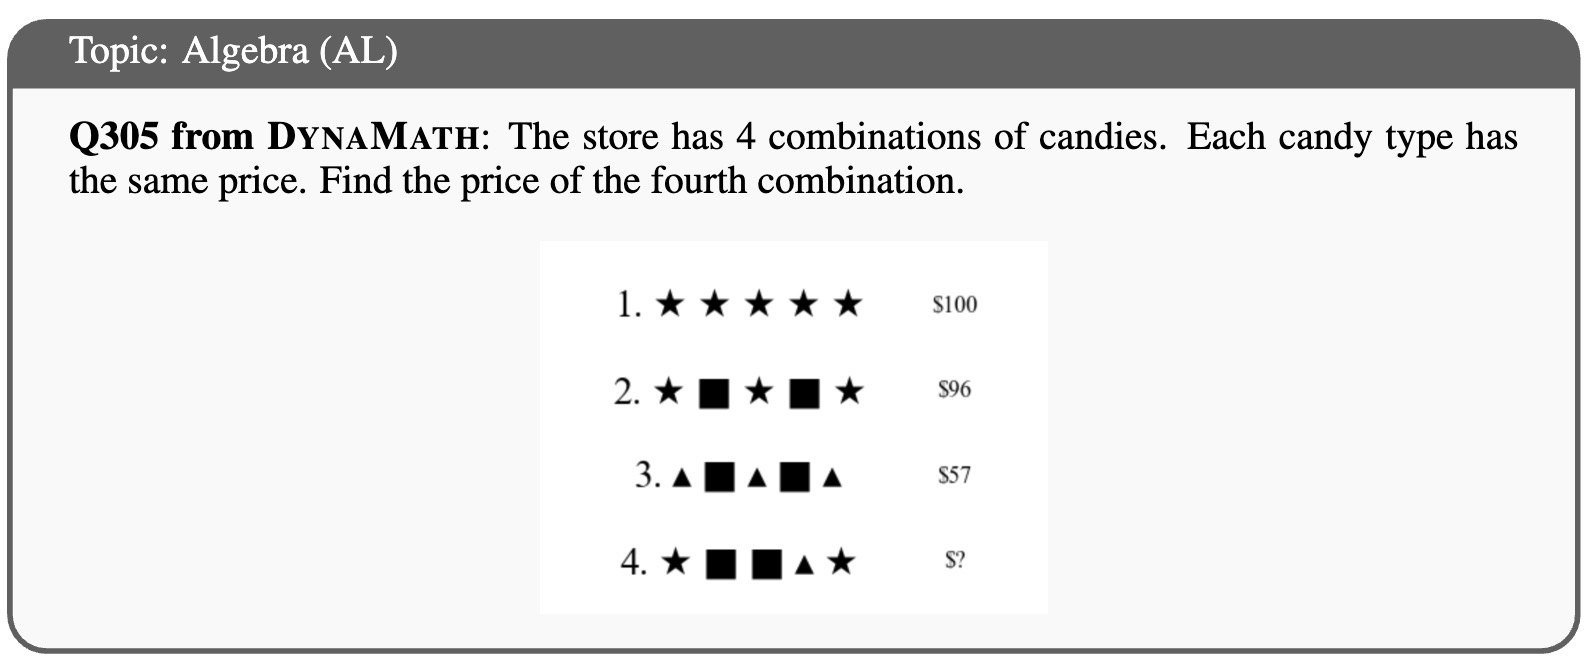 Topic: Algebra (AL)
Q305 from DYNAMATH: The store has 4 combinations of candies. Each candy type has
the same price. Find the price of the fourth combination.
1. ★ ★ ★ ★ ★ $100
2. ★ ■ ★ ■ ★ $96
3. ▲ ■ ▲ ■ ▲ $57
4. ★ ■ ■ ▲ ★ $?